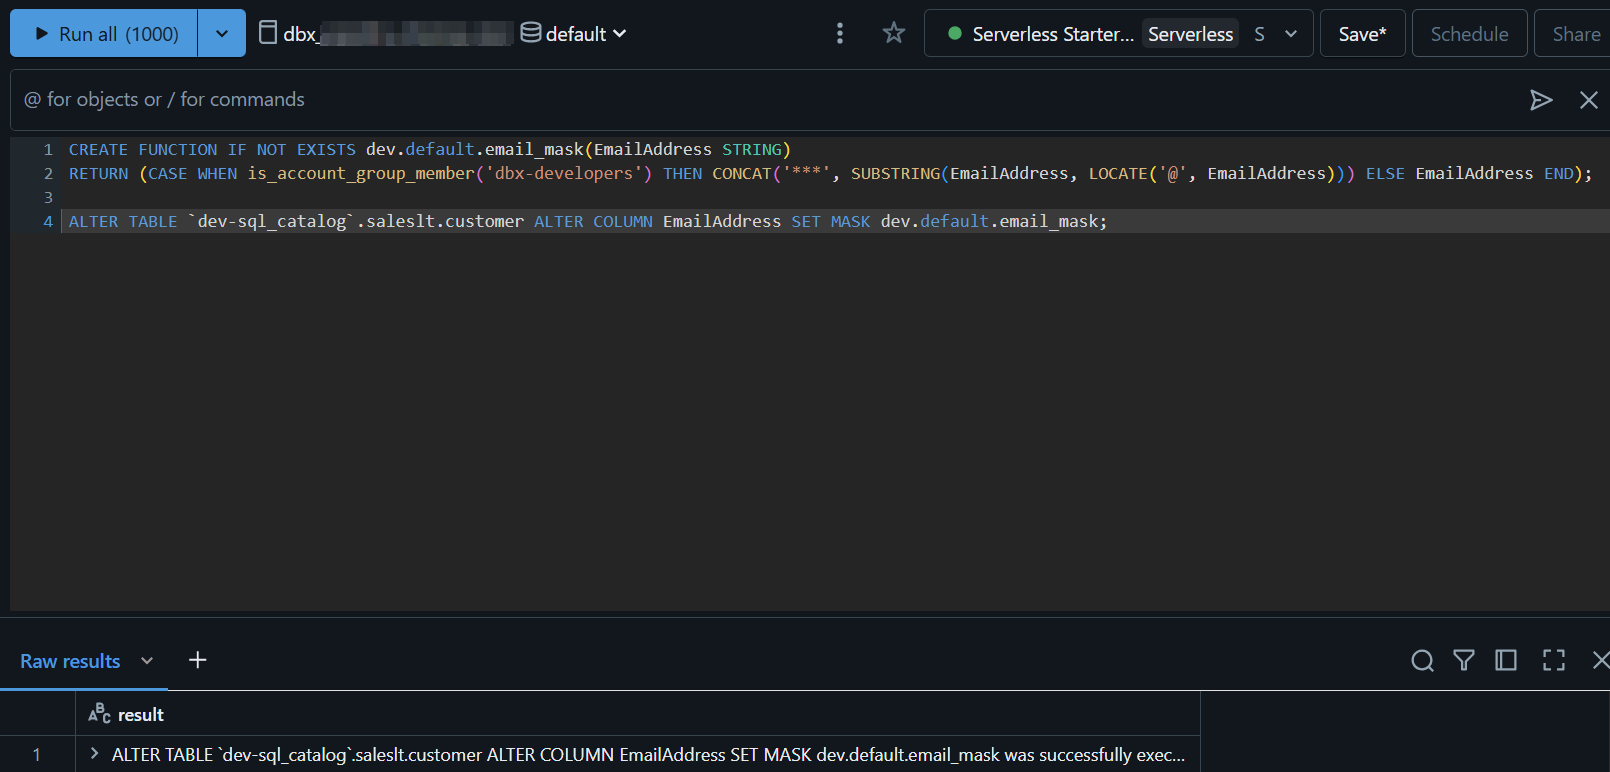 Run all (1000) dbx_ default Serverless Starter... Serverless S Save* Schedule Share
@ for objects or / for commands
1 CREATE FUNCTION IF NOT EXISTS dev.default.email_mask(EmailAddress STRING)
2 RETURN (CASE WHEN is_account_group_member('dbx-developers') THEN CONCAT('***', SUBSTRING(EmailAddress, LOCATE('@', EmailAddress))) ELSE EmailAddress END);
3
4 ALTER TABLE `dev-sql_catalog`.saleslt.customer ALTER COLUMN EmailAddress SET MASK dev.default.email_mask;
Raw results
ABC result
1 ALTER TABLE `dev-sql_catalog`.saleslt.customer ALTER COLUMN EmailAddress SET MASK dev.default.email_mask was successfully exec...